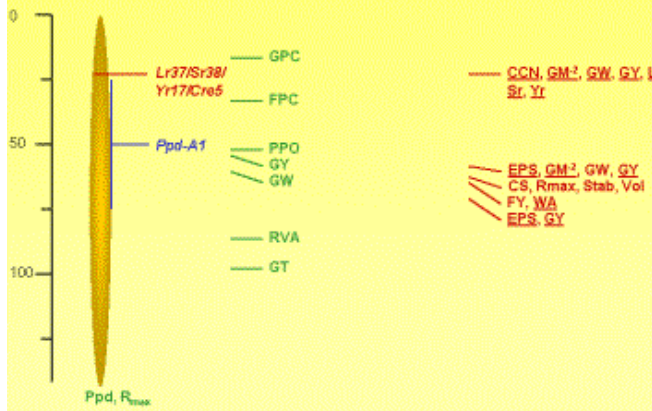 0
GPC
Lr37/Sr38/
Yr17/Cre5
CCN, GM-2, GW, GY,
Sr, Yr
FPC
50
Ppd-A1
PPO
GY
GW
EPS, GM-2, GW, GY
CS, Rmax, Stab, Vol
FY, WA
EPS, GY
RVA
100
GT
Ppd, Rmax